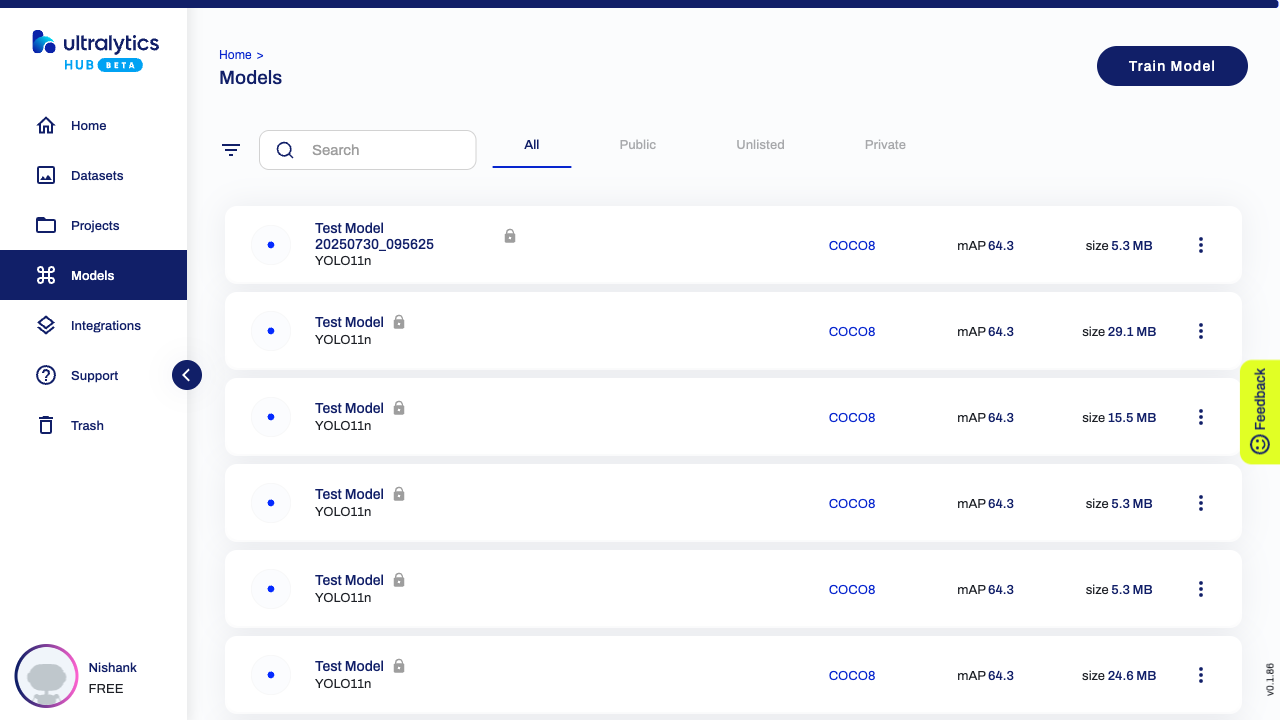 ultralytics
HUB BETA
Home
Datasets
Projects
Models
Integrations
Support
Trash
Nishank
FREE
Home >
Models
Train Model
Search
All Public Unlisted Private
Test Model
20250730_095625
YOLO11n
COCO8 mAP 64.3 size 5.3 MB
Test Model
YOLO11n
COCO8 mAP 64.3 size 29.1 MB
Test Model
YOLO11n
COCO8 mAP 64.3 size 15.5 MB
Test Model
YOLO11n
COCO8 mAP 64.3 size 5.3 MB
Test Model
YOLO11n
COCO8 mAP 64.3 size 5.3 MB
Test Model
YOLO11n
COCO8 mAP 64.3 size 24.6 MB
Feedback
v0.1.86